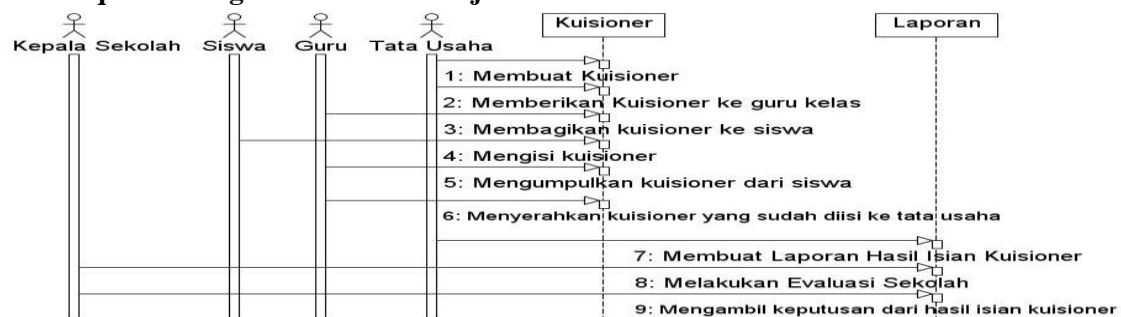 Kuisioner
Laporan
Kepala Sekolah
Siswa
Guru
Tata Usaha
1: Membuat Kuisioner
2: Memberikan Kuisioner ke guru kelas
3: Membagikan kuisioner ke siswa
4: Mengisi kuisioner
5: Mengumpulkan kuisioner dari siswa
6: Menyerahkan kuisioner yang sudah diisi ke tata usaha
7: Membuat Laporan Hasil Isian Kuisioner
8: Melakukan Evaluasi Sekolah
9: Mengambil keputusan dari hasil isian kuisioner